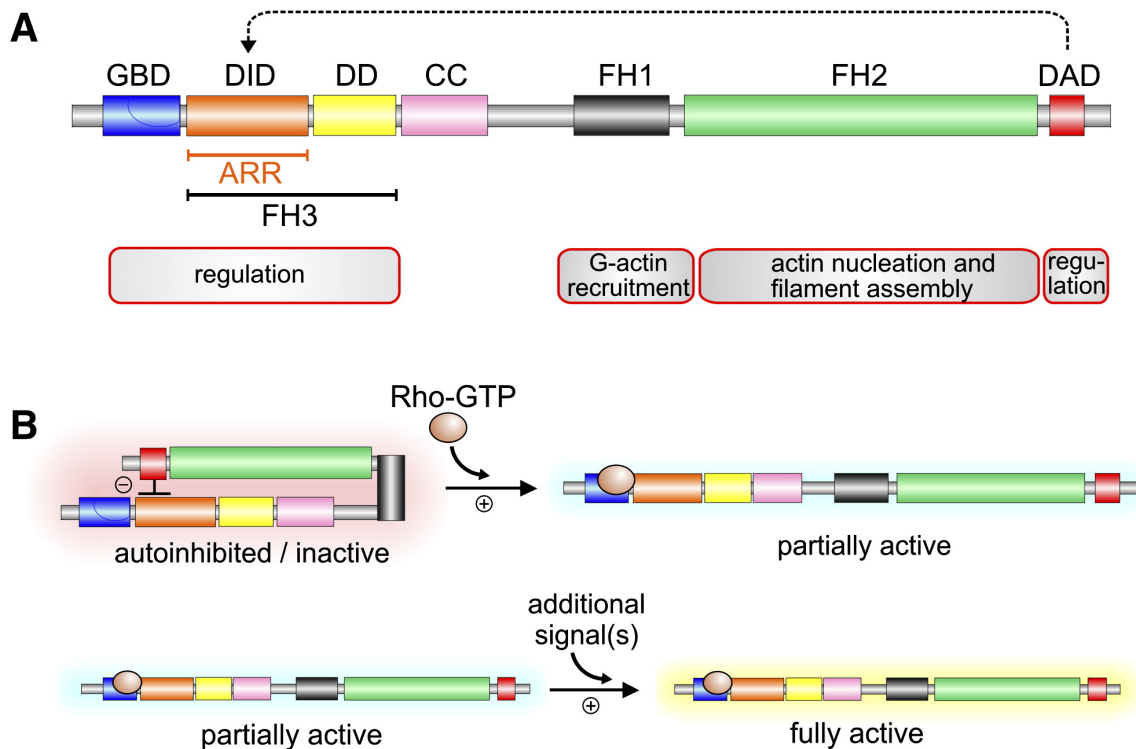 A
GBD DID DD CC FH1 FH2 DAD
ARR
FH3
regulation
G-actin
recruitment
actin nucleation and
filament assembly
regu-
lation
B
Rho-GTP
−
+
autoinhibited / inactive
partially active
additional
signal(s)
+
partially active
fully active